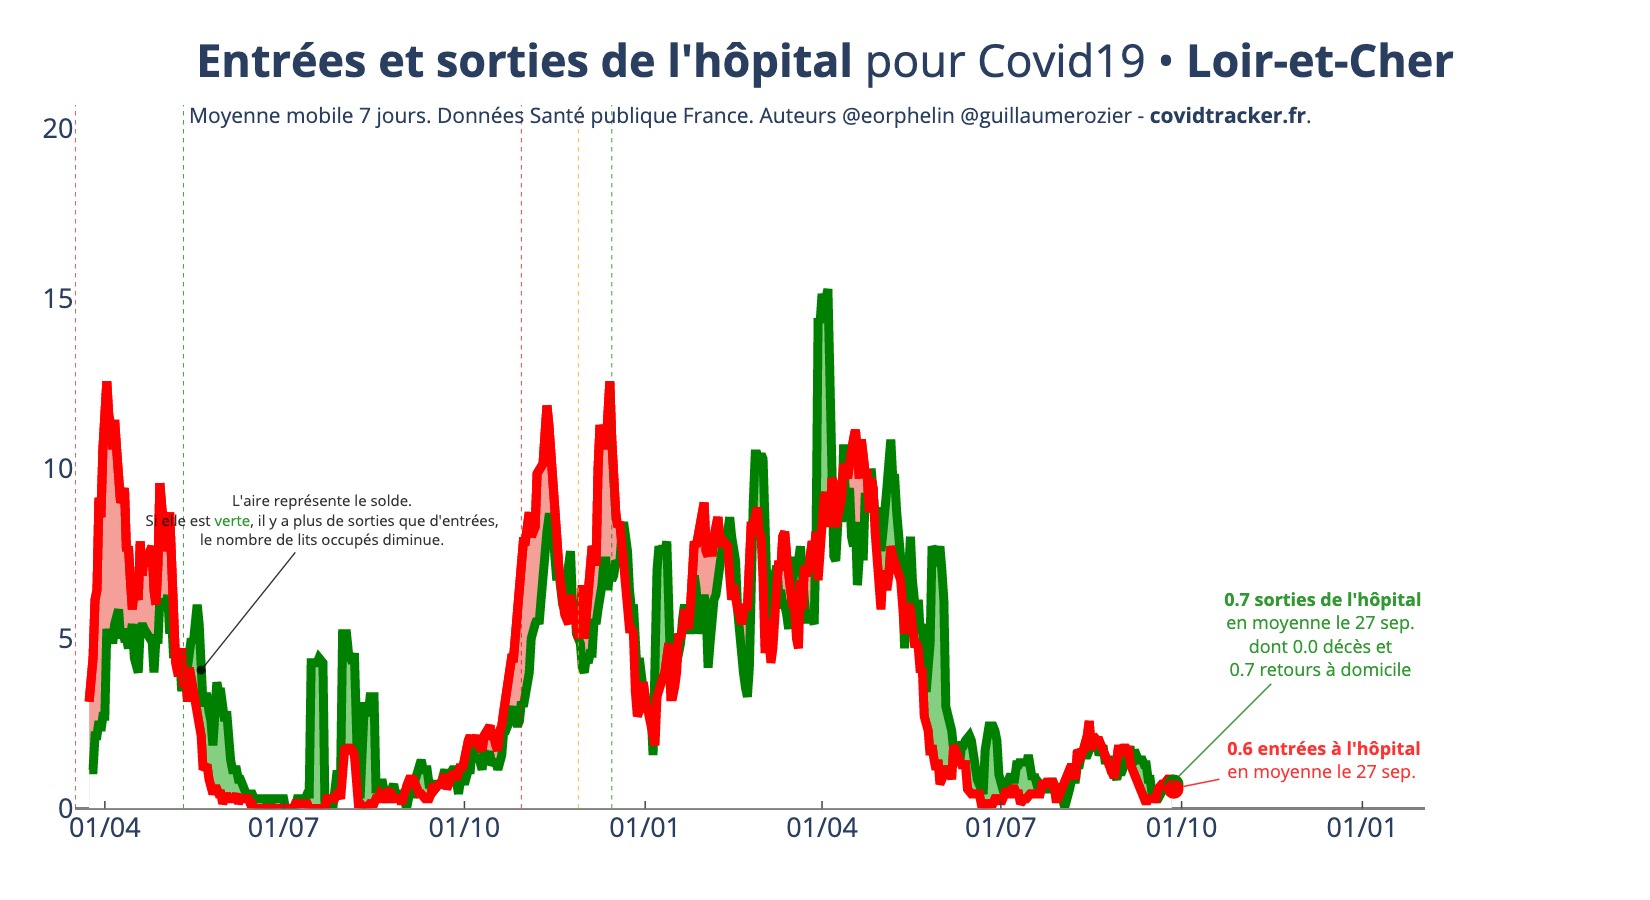 Entrées et sorties de l'hôpital pour Covid19 • Loir-et-Cher
Moyenne mobile 7 jours. Données Santé publique France. Auteurs @eorphelin @guillaumerozier - covidtracker.fr.
20
15
10
5
0
L'aire représente le solde.
Si elle est verte, il y a plus de sorties que d'entrées,
le nombre de lits occupés diminue.
0.7 sorties de l'hôpital
en moyenne le 27 sep.
dont 0.0 décès et
0.7 retours à domicile
0.6 entrées à l'hôpital
en moyenne le 27 sep.
01/04 01/07 01/10 01/01 01/04 01/07 01/10 01/01